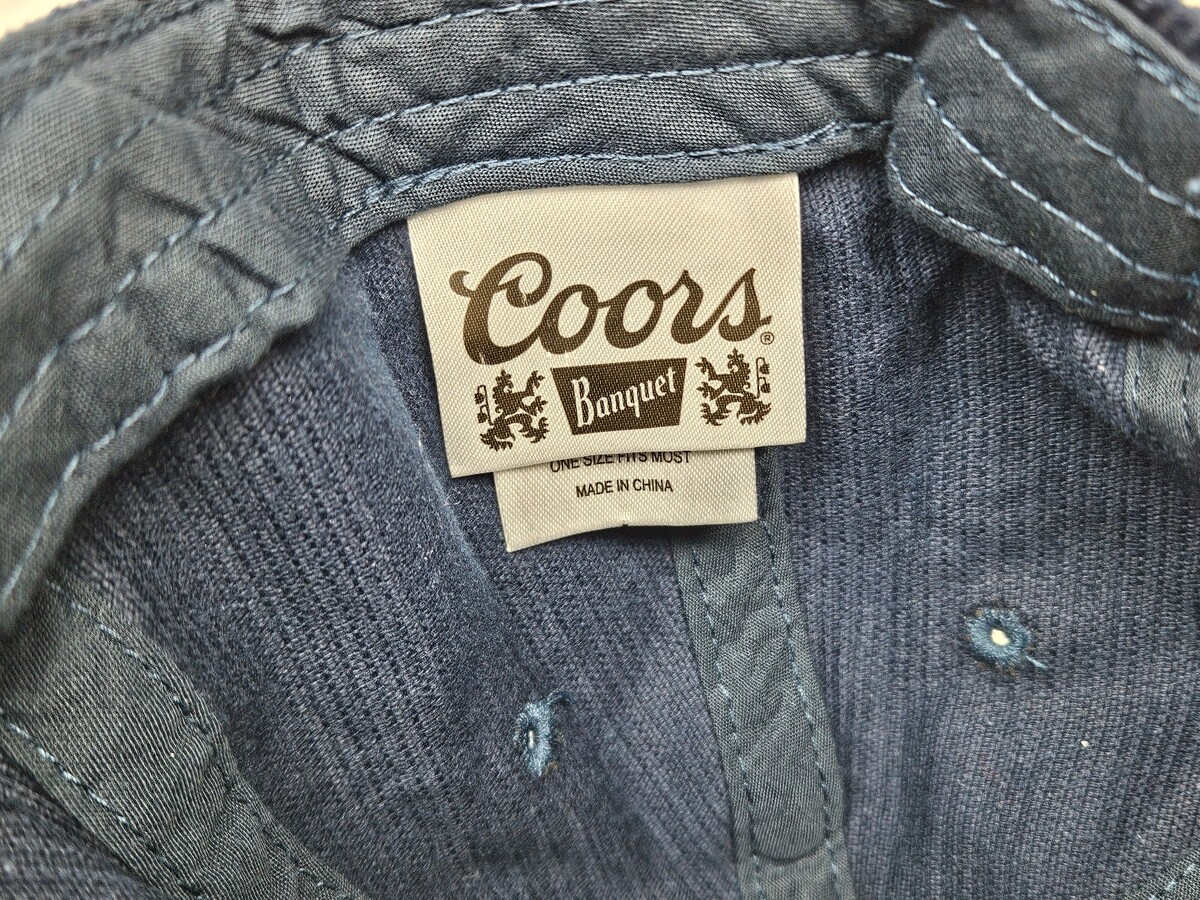 Coors®
Banquet
ONE SIZE FITS MOST
MADE IN CHINA